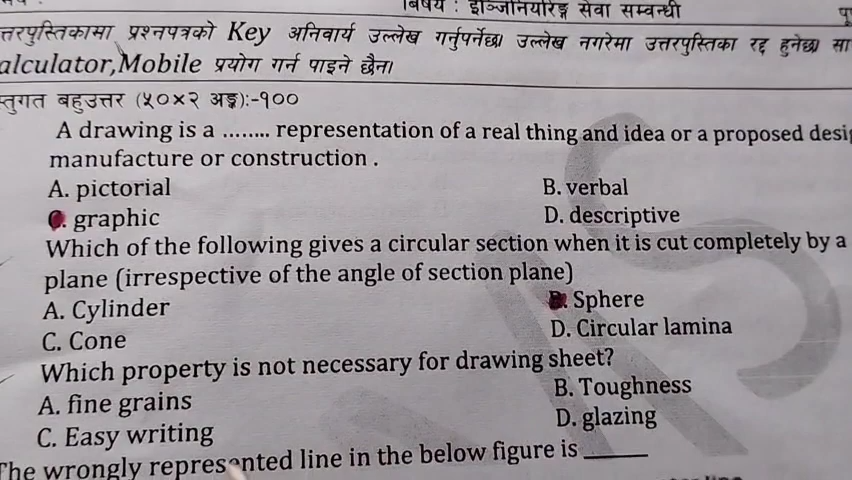 विषय : इञ्जिनियरिङ्ग सेवा सम्वन्धी
त्तरपुस्तिकामा प्रश्नपत्रको Key अनिवार्य उल्लेख गर्नुपर्नेछ। उल्लेख नगरेमा उत्तरपुस्तिका रद्द हुनेछ। सा
alculator,Mobile प्रयोग गर्न पाइने छैन।
स्तुगत बहुउत्तर (५०×२ अङ्क):-१००
A drawing is a ........ representation of a real thing and idea or a proposed desi
manufacture or construction .
A. pictorial B. verbal
C. graphic D. descriptive
Which of the following gives a circular section when it is cut completely by a
plane (irrespective of the angle of section plane)
A. Cylinder B. Sphere
C. Cone D. Circular lamina
Which property is not necessary for drawing sheet?
A. fine grains B. Toughness
C. Easy writing D. glazing
The wrongly represented line in the below figure is ______